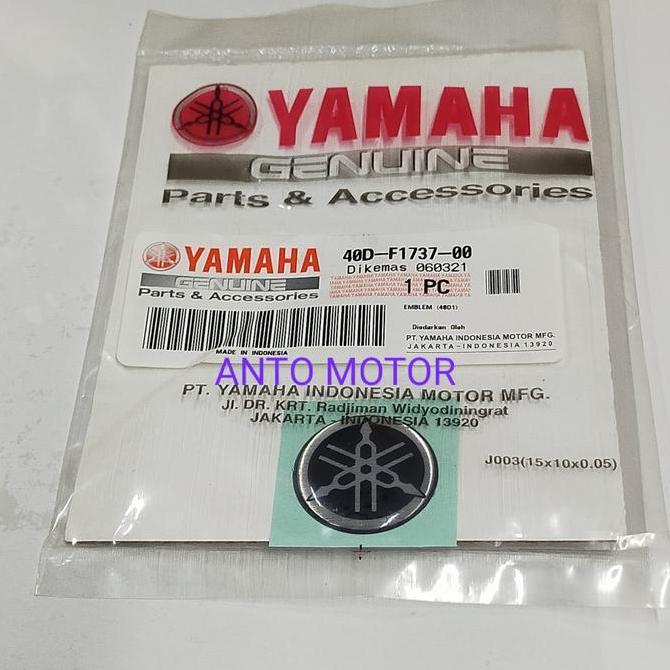 YAMAHA
GENUINE
Parts & Accessories
YAMAHA
GENUINE
Parts & Accessories
MADE IN INDONESIA
40D-F1737-00
Dikemas 060321
1 PC
EMBLEM (40D1)
Diedarkan Oleh
PT. YAMAHA INDONESIA MOTOR MFG.
JAKARTA - INDONESIA 13920
ANTO MOTOR
PT. YAMAHA INDONESIA MOTOR MFG.
Jl. DR. KRT. Radjiman Widyodiningrat
JAKARTA - INDONESIA 13920
J003(15x10x0.05)